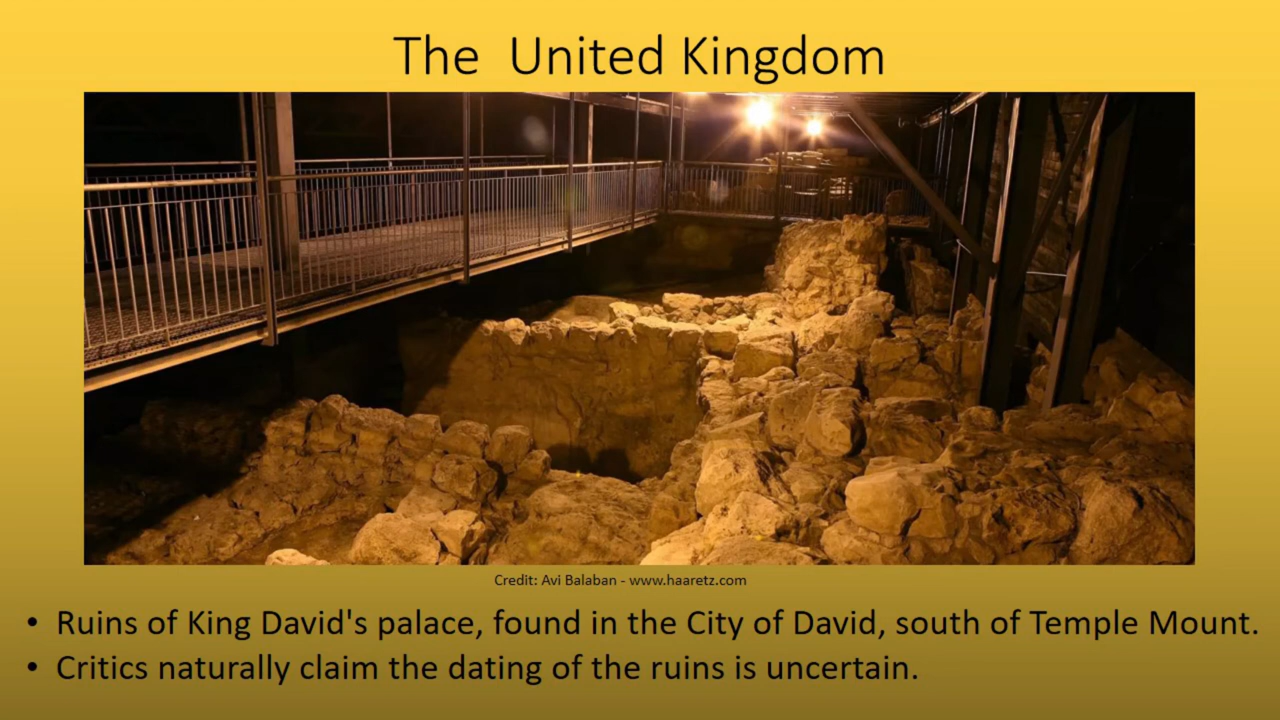 The United Kingdom
Credit: Avi Balaban - www.haaretz.com
• Ruins of King David's palace, found in the City of David, south of Temple Mount.
• Critics naturally claim the dating of the ruins is uncertain.